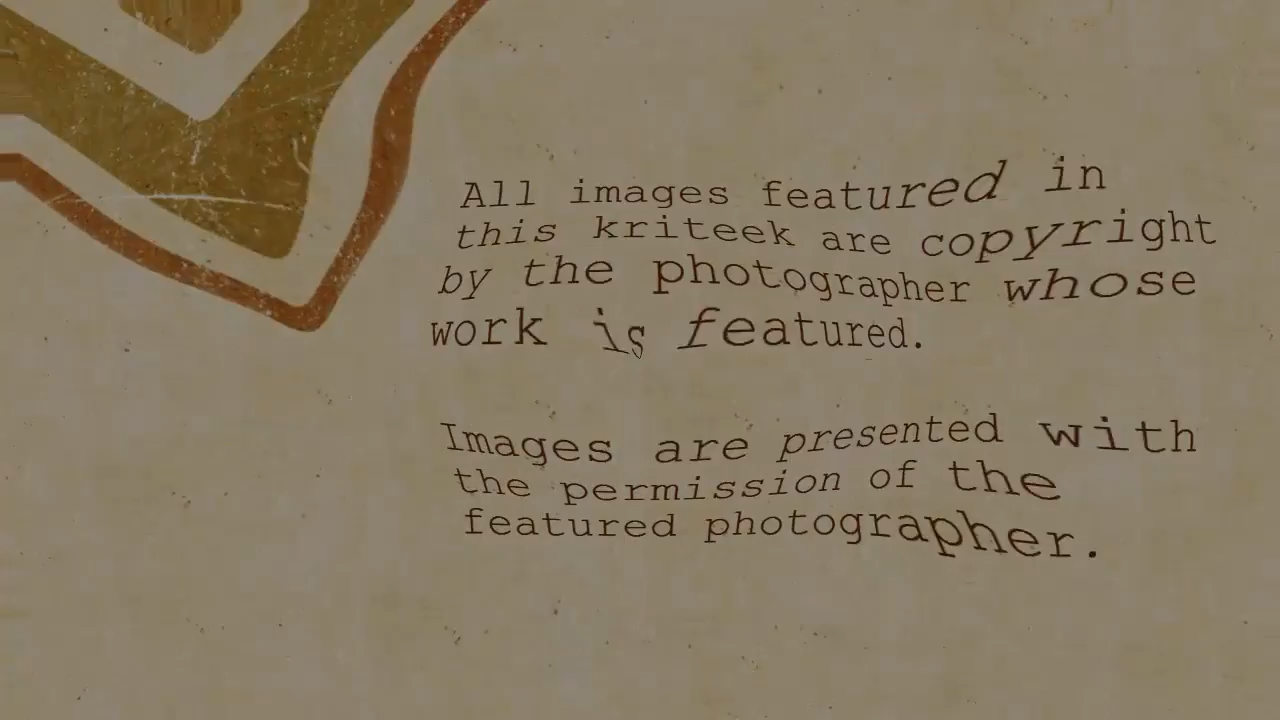 All images featured in
this kriteek are copyright
by the photographer whose
work is featured.
Images are presented with
the permission of the
featured photographer.